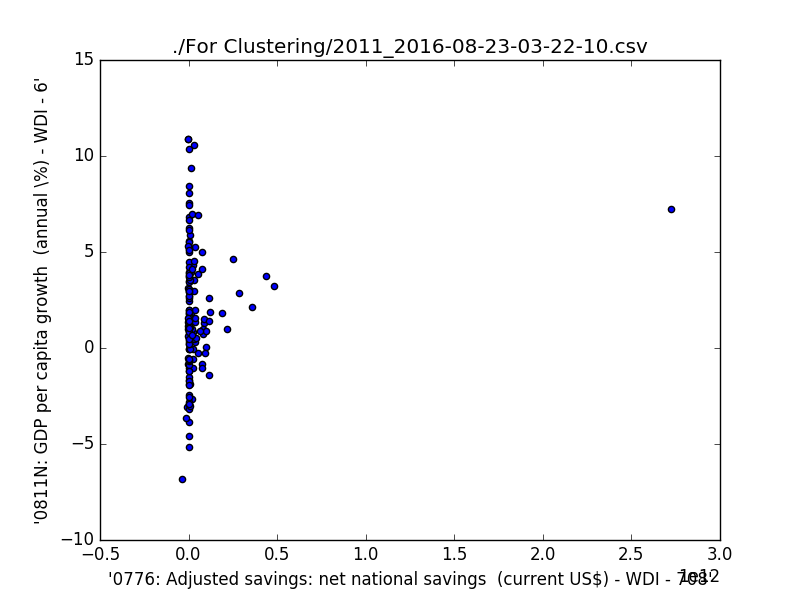 ./For Clustering/2011_2016-08-23-03-22-10.csv
15
10
5
0
−5
−10
'0811N: GDP per capita growth  (annual \%) - WDI - 6'
−0.5 0.0 0.5 1.0 1.5 2.0 2.5 3.0
1e12
'0776: Adjusted savings: net national savings  (current US$) - WDI - 708'